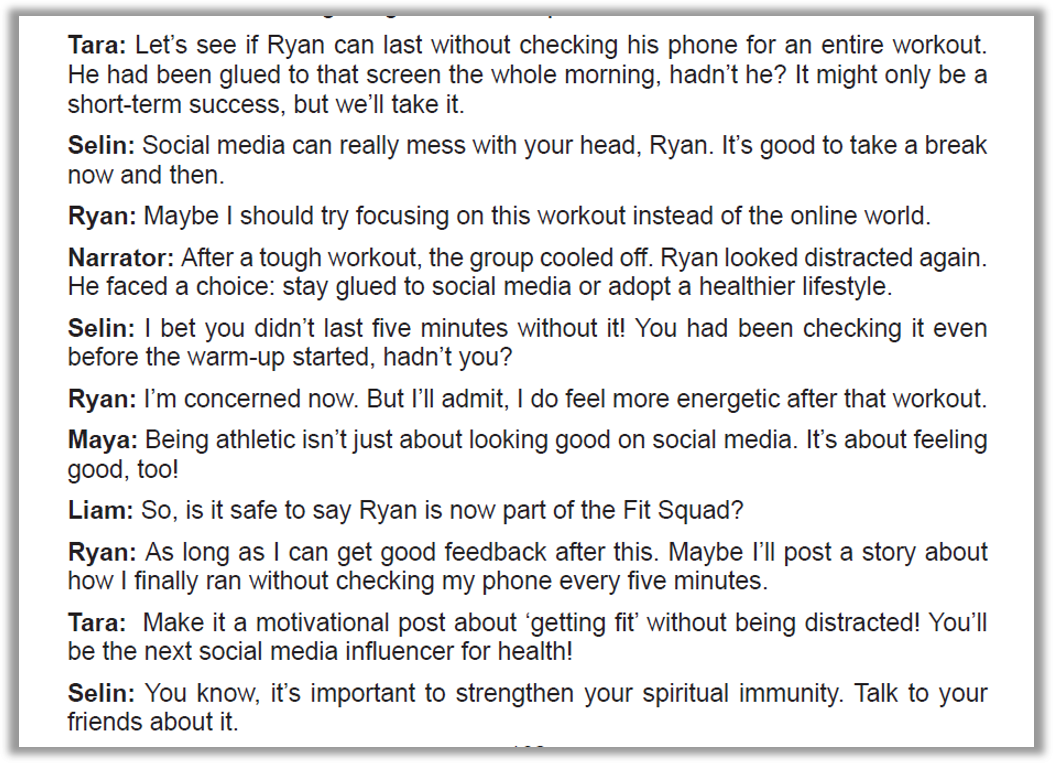 Tara: Let’s see if Ryan can last without checking his phone for an entire workout.
He had been glued to that screen the whole morning, hadn’t he? It might only be a
short-term success, but we’ll take it.
Selin: Social media can really mess with your head, Ryan. It’s good to take a break
now and then.
Ryan: Maybe I should try focusing on this workout instead of the online world.
Narrator: After a tough workout, the group cooled off. Ryan looked distracted again.
He faced a choice: stay glued to social media or adopt a healthier lifestyle.
Selin: I bet you didn’t last five minutes without it! You had been checking it even
before the warm-up started, hadn’t you?
Ryan: I’m concerned now. But I’ll admit, I do feel more energetic after that workout.
Maya: Being athletic isn’t just about looking good on social media. It’s about feeling
good, too!
Liam: So, is it safe to say Ryan is now part of the Fit Squad?
Ryan: As long as I can get good feedback after this. Maybe I’ll post a story about
how I finally ran without checking my phone every five minutes.
Tara: Make it a motivational post about ‘getting fit’ without being distracted! You’ll
be the next social media influencer for health!
Selin: You know, it’s important to strengthen your spiritual immunity. Talk to your
friends about it.